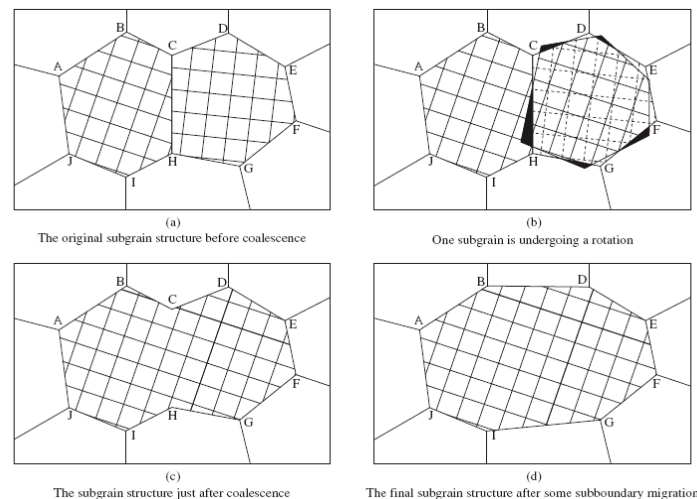 B
D
C
A
E
F
J
H
G
I
(a)
The original subgrain structure before coalescence
B
D
C
A
E
F
J
H
G
I
(b)
One subgrain is undergoing a rotation
B
D
C
A
E
F
J
H
G
I
(c)
The subgrain structure just after coalescence
B
D
A
E
F
J
G
I
(d)
The final subgrain structure after some subboundary migration